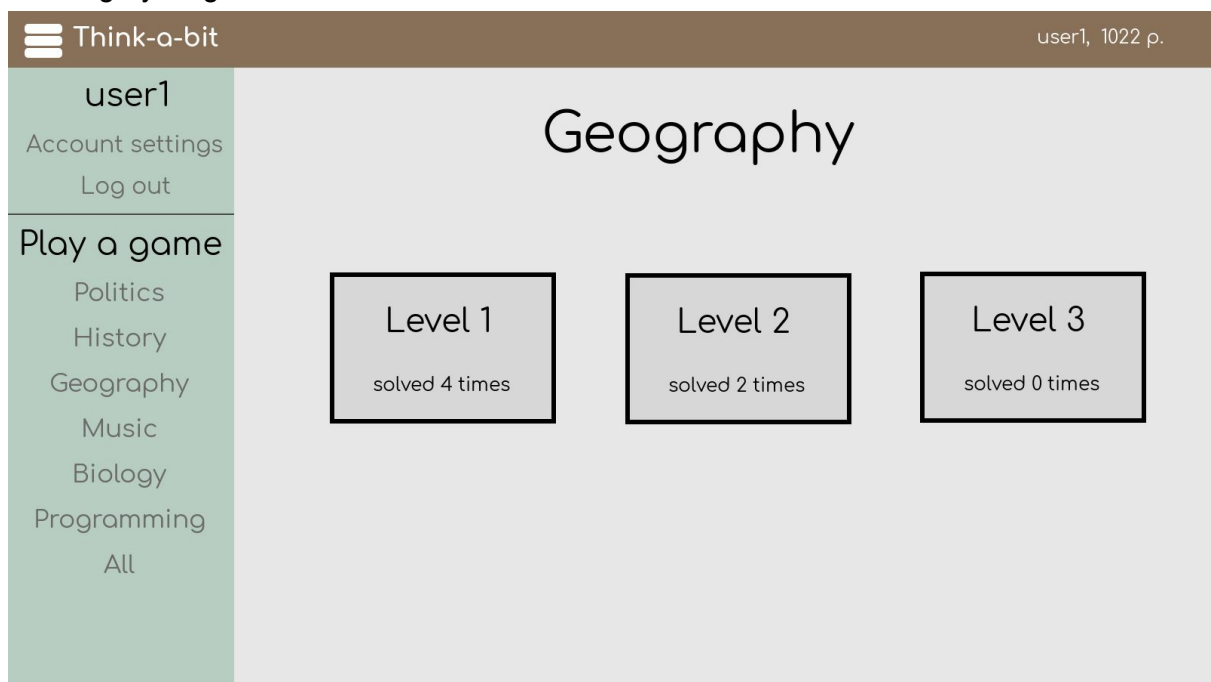 Think-a-bit
user1, 1022 p.
user1
Account settings
Log out
Play a game
Politics
History
Geography
Music
Biology
Programming
All
Geography
Level 1
solved 4 times
Level 2
solved 2 times
Level 3
solved 0 times